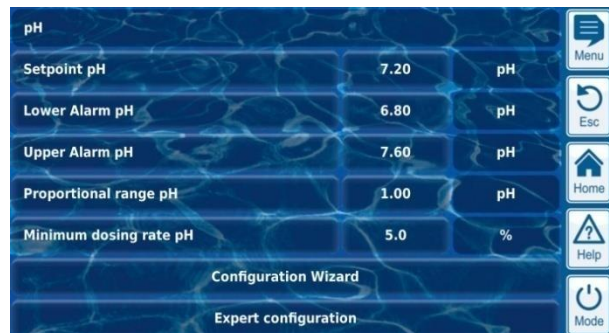 pH
Setpoint pH 7.20 pH
Lower Alarm pH 6.80 pH
Upper Alarm pH 7.60 pH
Proportional range pH 1.00 pH
Minimum dosing rate pH 5.0 %
Configuration Wizard
Expert configuration
Menu
Esc
Home
?
Help
Mode